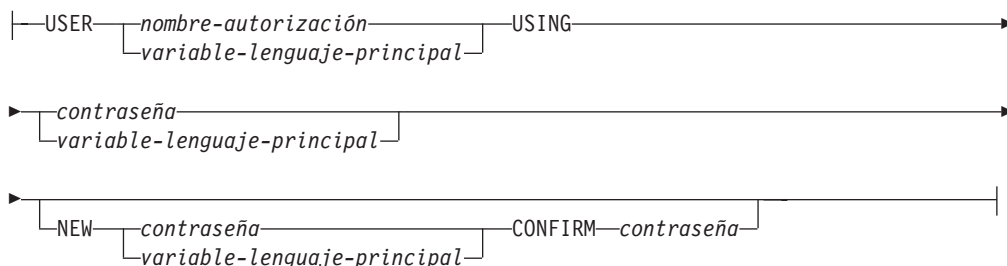 USER nombre-autorización USING
variable-lenguaje-principal
contraseña
variable-lenguaje-principal
NEW contraseña CONFIRM contraseña
variable-lenguaje-principal